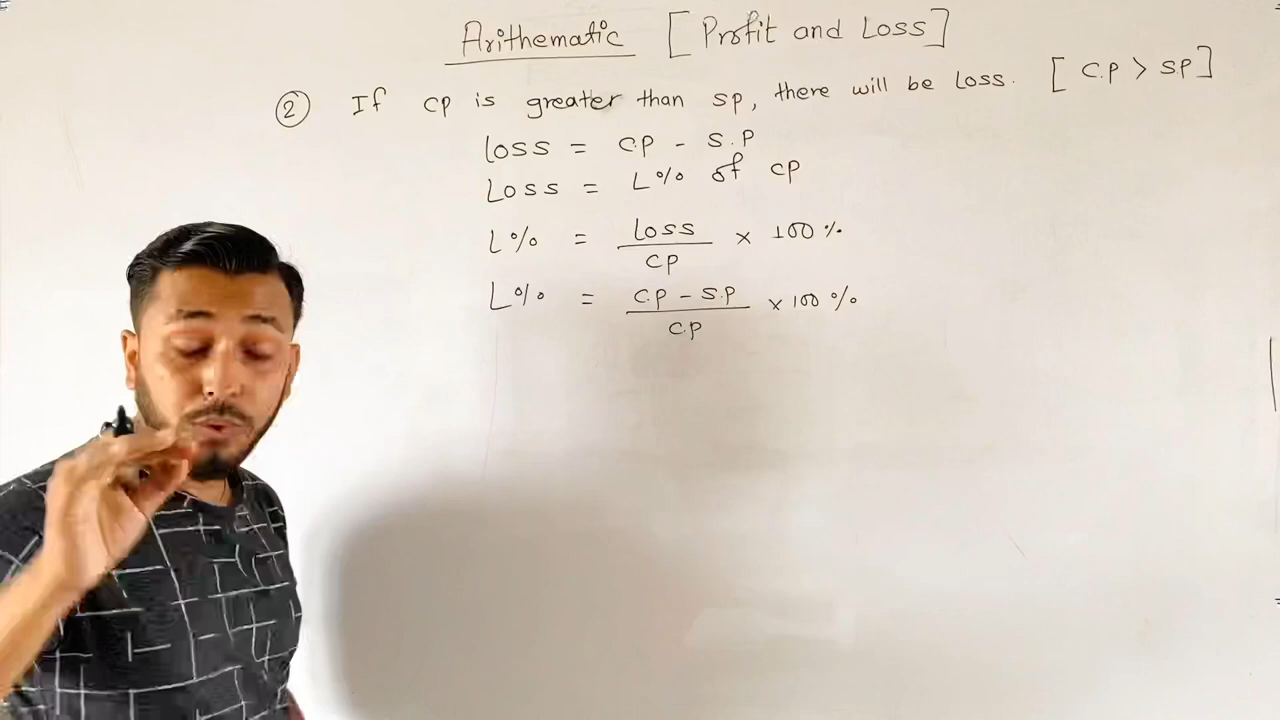 Arithematic [Profit and Loss]
② If CP is greater than SP, there will be Loss. [C.P > S.P]
Loss = C.P - S.P
Loss = L% of CP
L% = Loss/CP × 100%
L% = C.P - S.P/C.P × 100%